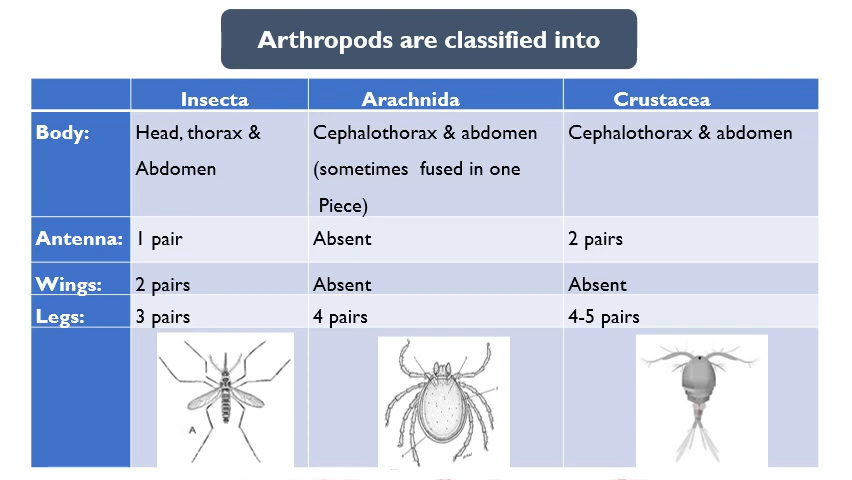 Arthropods are classified into
Insecta Arachnida Crustacea
Body: Head, thorax & Cephalothorax & abdomen Cephalothorax & abdomen
Abdomen (sometimes fused in one
Piece)
Antenna: 1 pair Absent 2 pairs
Wings: 2 pairs Absent Absent
Legs: 3 pairs 4 pairs 4-5 pairs
A